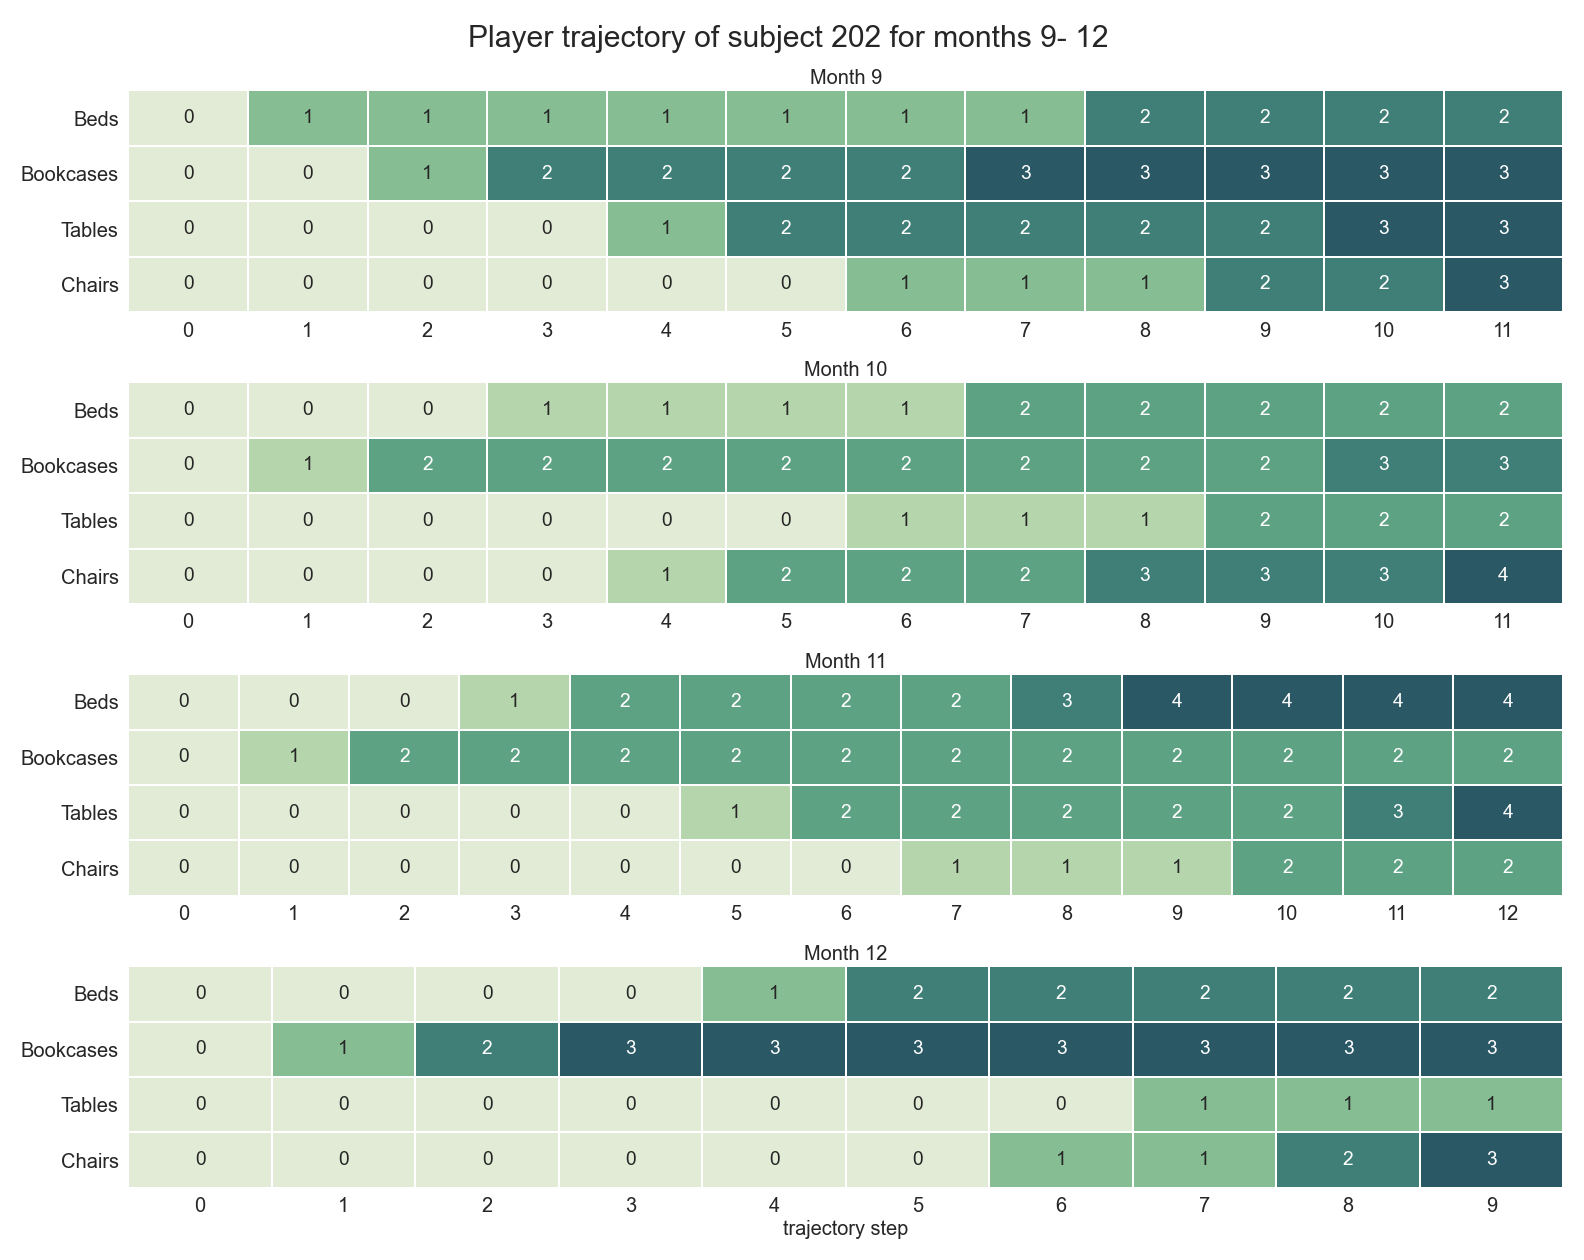 Player trajectory of subject 202 for months 9- 12
Month 9
Beds 0 1 1 1 1 1 1 1 2 2 2 2
Bookcases 0 0 1 2 2 2 2 3 3 3 3 3
Tables 0 0 0 0 1 2 2 2 2 2 3 3
Chairs 0 0 0 0 0 0 1 1 1 2 2 3
0 1 2 3 4 5 6 7 8 9 10 11
Month 10
Beds 0 0 0 1 1 1 1 2 2 2 2 2
Bookcases 0 1 2 2 2 2 2 2 2 2 3 3
Tables 0 0 0 0 0 0 1 1 1 2 2 2
Chairs 0 0 0 0 1 2 2 2 3 3 3 4
0 1 2 3 4 5 6 7 8 9 10 11
Month 11
Beds 0 0 0 1 2 2 2 2 3 4 4 4 4
Bookcases 0 1 2 2 2 2 2 2 2 2 2 2 2
Tables 0 0 0 0 0 1 2 2 2 2 2 3 4
Chairs 0 0 0 0 0 0 0 1 1 1 2 2 2
0 1 2 3 4 5 6 7 8 9 10 11 12
Month 12
Beds 0 0 0 0 1 2 2 2 2 2
Bookcases 0 1 2 3 3 3 3 3 3 3
Tables 0 0 0 0 0 0 0 1 1 1
Chairs 0 0 0 0 0 0 1 1 2 3
0 1 2 3 4 5 6 7 8 9
trajectory step